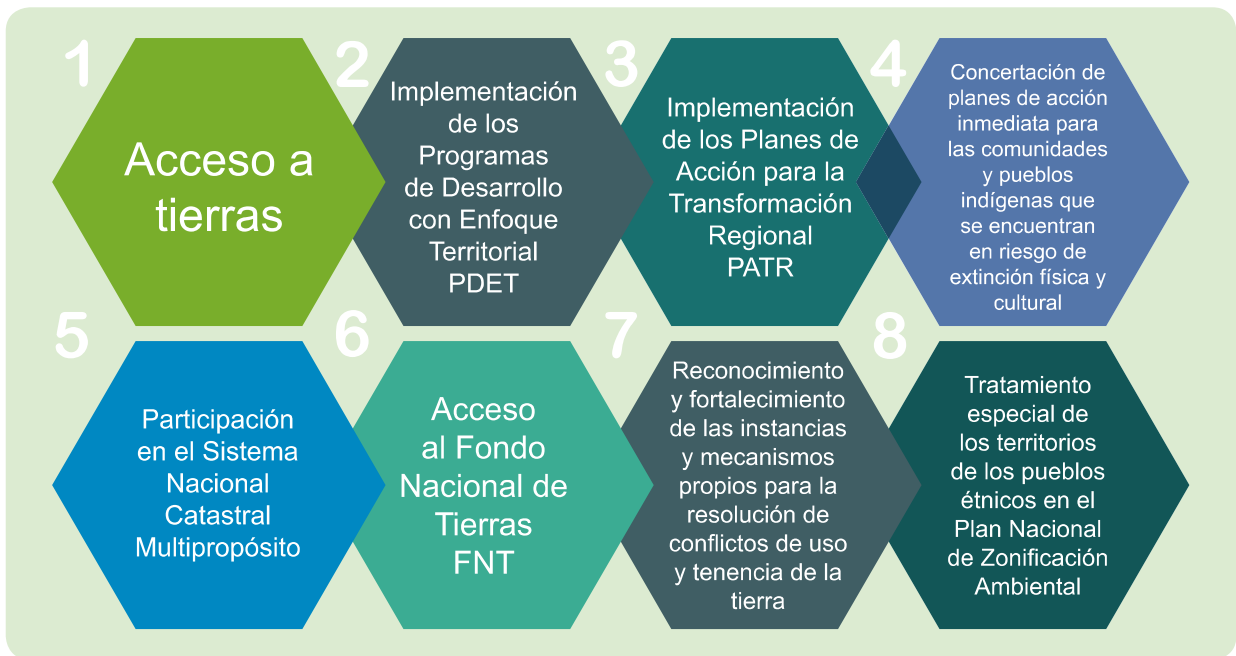 1
Acceso a
tierras
2
Implementación
de los
Programas
de Desarrollo
con Enfoque
Territorial
PDET
3
Implementación
de los Planes de
Acción para la
Transformación
Regional
PATR
4
Concertación de
planes de acción
inmediata para
las comunidades
y pueblos
indígenas que
se encuentran
en riesgo de
extinción física y
cultural
5
Participación
en el Sistema
Nacional
Catastral
Multipropósito
6
Acceso
al Fondo
Nacional de
Tierras
FNT
7
Reconocimiento
y fortalecimiento
de las instancias
y mecanismos
propios para la
resolución de
conflictos de uso
y tenencia de la
tierra
8
Tratamiento
especial de
los territorios
de los pueblos
étnicos en el
Plan Nacional
de Zonificación
Ambiental